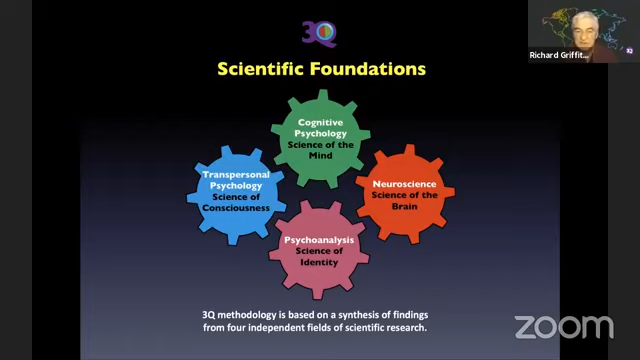 3Q
Scientific Foundations
Richard Griffit...
3Q
Cognitive
Psychology
Science of the
Mind
Transpersonal
Psychology
Science of
Consciousness
Neuroscience
Science of the
Brain
Psychoanalysis
Science of
Identity
3Q methodology is based on a synthesis of findings
from four independent fields of scientific research.
zoom